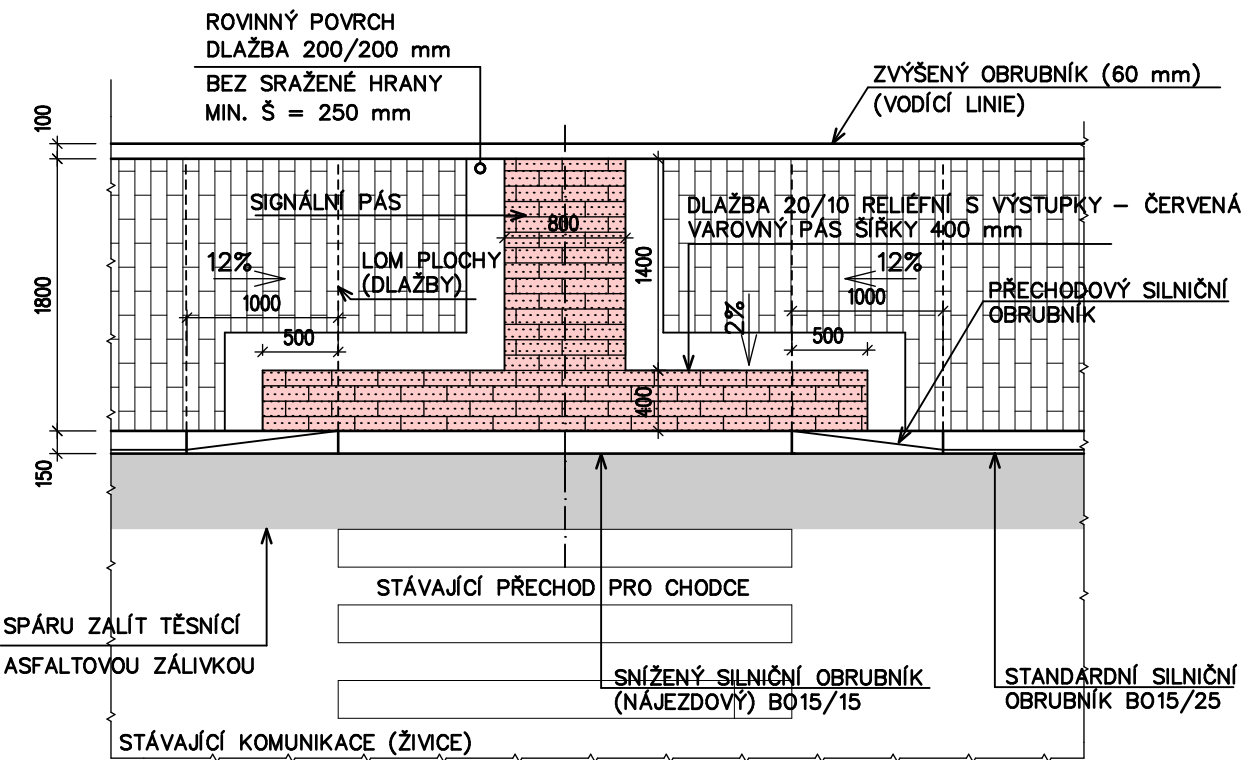 ROVINNÝ POVRCH
DLAŽBA 200/200 mm
BEZ SRAŽENÉ HRANY
MIN. Š = 250 mm
ZVÝŠENÝ OBRUBNÍK (60 mm)
(VODÍCÍ LINIE)
100
SIGNÁLNÍ PÁS
800
DLAŽBA 20/10 RELIÉFNÍ S VÝSTUPKY – ČERVENÁ
VAROVNÝ PÁS ŠÍŘKY 400 mm
12%
LOM PLOCHY
(DLAŽBY)
1400
12%
1800
1000
1000
PŘECHODOVÝ SILNIČNÍ
OBRUBNÍK
500
2%
500
400
150
STÁVAJÍCÍ PŘECHOD PRO CHODCE
SPÁRU ZALÍT TĚSNÍCÍ
ASFALTOVOU ZÁLIVKOU
SNÍŽENÝ SILNIČNÍ OBRUBNÍK
(NÁJEZDOVÝ) BO15/15
STANDARDNÍ SILNIČNÍ
OBRUBNÍK BO15/25
STÁVAJÍCÍ KOMUNIKACE (ŽIVICE)